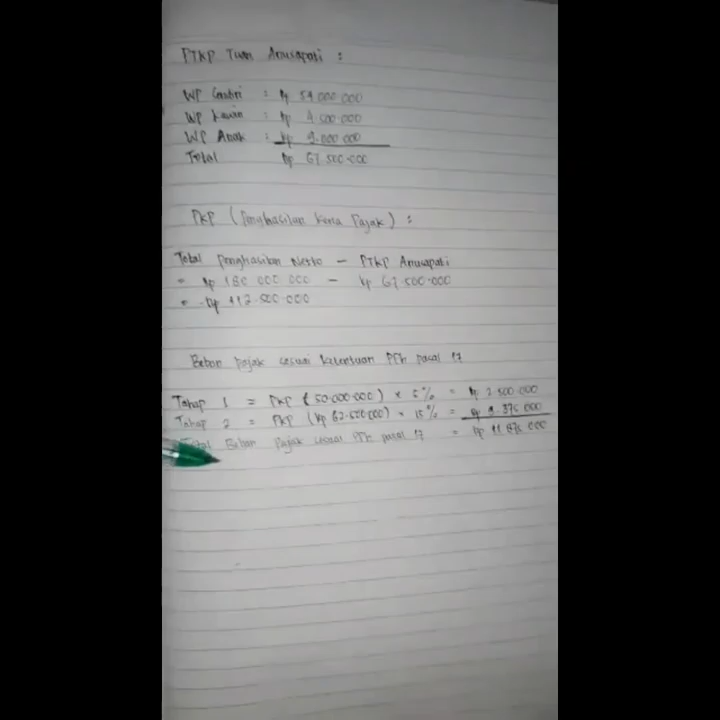 PTKP Tuan Anusapati :
WP Sendiri : Rp 54.000.000
WP Kawin : Rp 4.500.000
WP Anak : Rp 9.000.000
Total Rp 67.500.000
PKP (Penghasilan Kena Pajak) :
Total Penghasilan Netto - PTKP Anusapati
= Rp 180.000.000 - Rp 67.500.000
= Rp 112.500.000
Beban pajak sesuai Ketentuan PPh pasal 17
Tahap 1 = PKP (50.000.000) x 5% = Rp 2.500.000
Tahap 2 = PKP (Rp 62.500.000) x 15% = Rp 9.375.000
Total Beban Pajak sesuai PPh pasal 17 = Rp 11.875.000